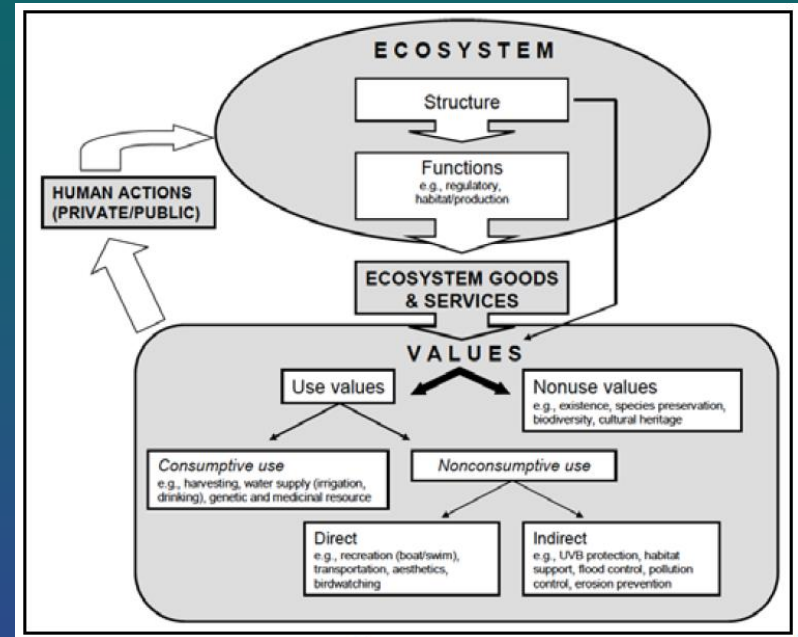 ECOSYSTEM
Structure
Functions
e.g., regulatory,
habitat/production
HUMAN ACTIONS
(PRIVATE/PUBLIC)
ECOSYSTEM GOODS
& SERVICES
VALUES
Use values
Nonuse values
e.g., existence, species preservation,
biodiversity, cultural heritage
Consumptive use
e.g., harvesting, water supply (irrigation,
drinking), genetic and medicinal resource
Nonconsumptive use
Direct
e.g., recreation (boat/swim),
transportation, aesthetics,
birdwatching
Indirect
e.g., UVB protection, habitat
support, flood control, pollution
control, erosion prevention